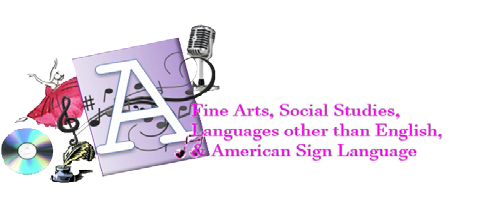 A
Fine Arts, Social Studies,
Languages other than English,
& American Sign Language